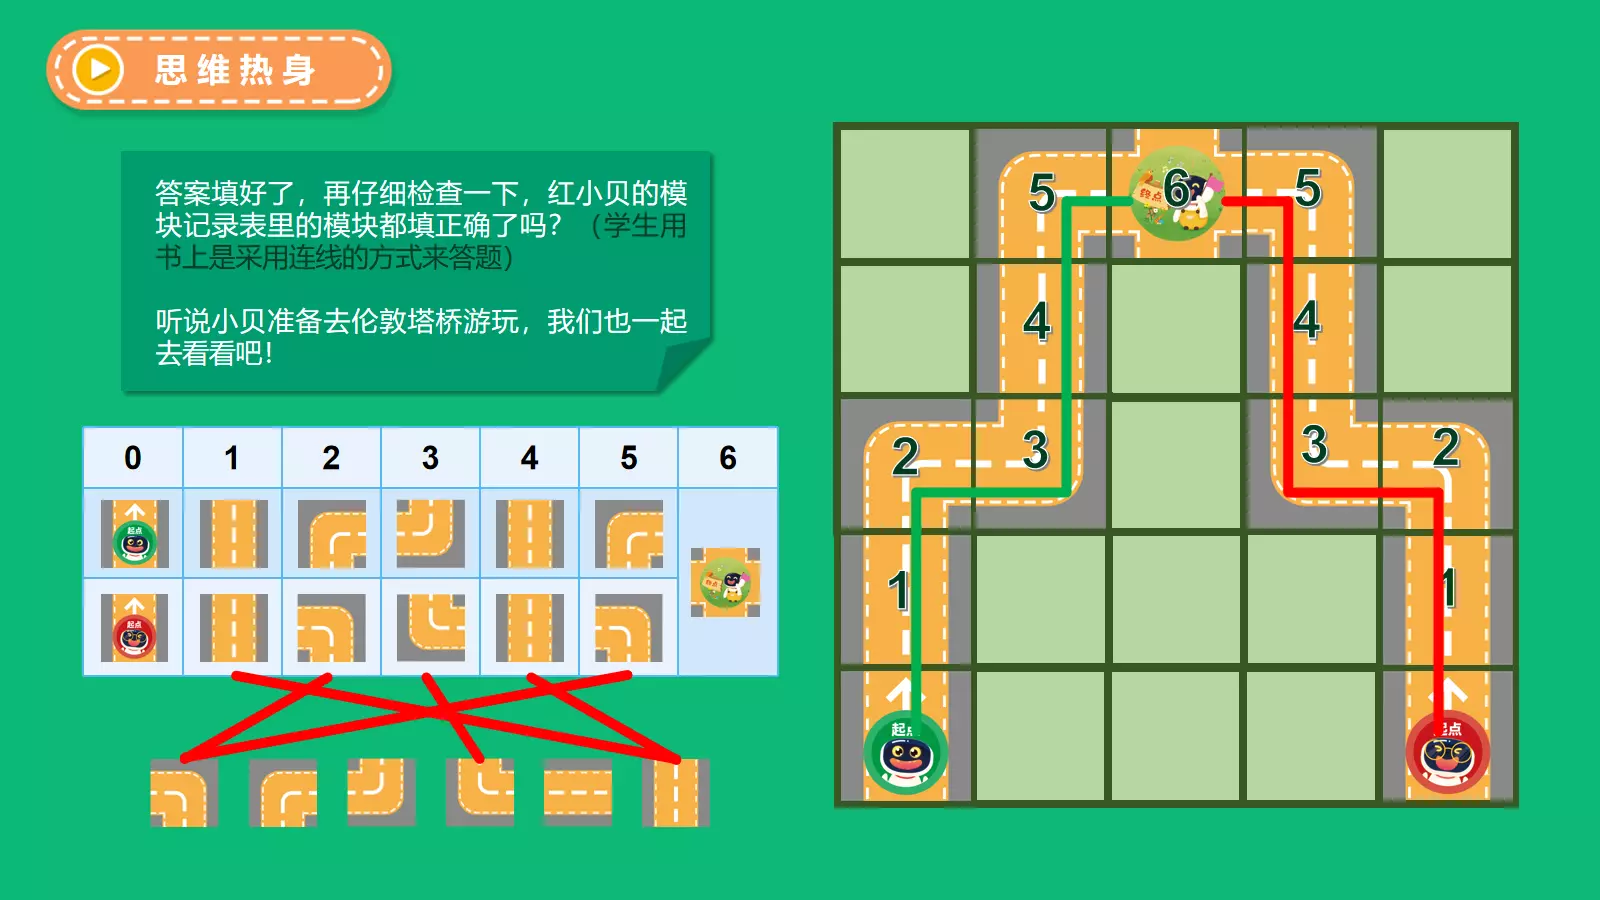 思维热身
答案填好了，再仔细检查一下，红小贝的模
块记录表里的模块都填正确了吗？（学生用
书上是采用连线的方式来答题）
听说小贝准备去伦敦塔桥游玩，我们也一起
去看看吧！
0 1 2 3 4 5 6
起点
终点
起点
5 终点 6 5
4 4
2 3 3 2
1 1
起点 起点